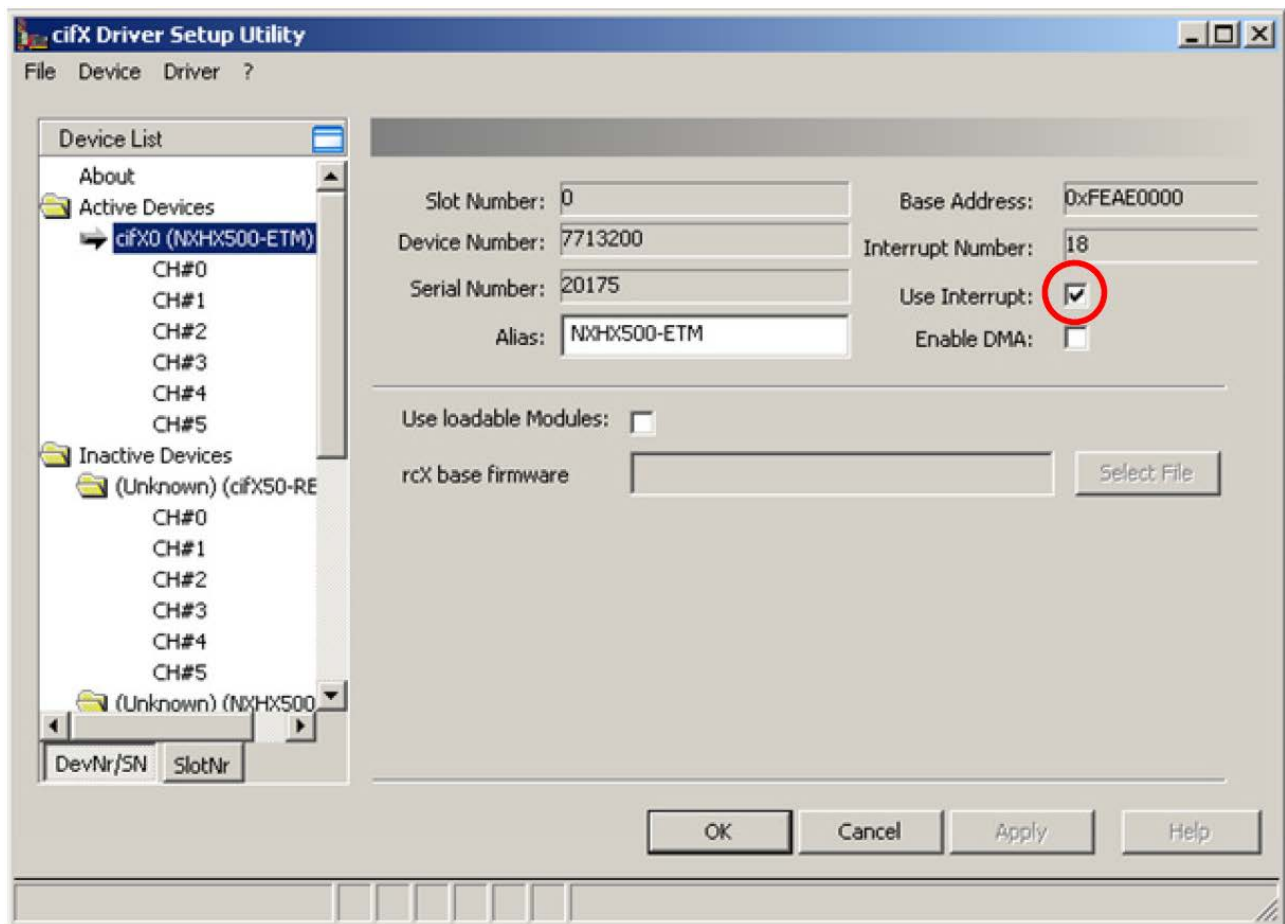 cifX Driver Setup Utility
File Device Driver ?
Device List
About
Active Devices
cifX0 (NXHX500-ETM)
CH#0
CH#1
CH#2
CH#3
CH#4
CH#5
Inactive Devices
(Unknown) (cifX50-RE
CH#0
CH#1
CH#2
CH#3
CH#4
CH#5
(Unknown) (NXHX500
DevNr/SN SlotNr
Slot Number: 0 Base Address: 0xFEAE0000
Device Number: 7713200 Interrupt Number: 18
Serial Number: 20175 Use Interrupt:
Alias: NXHX500-ETM Enable DMA:
Use loadable Modules:
rcX base firmware Select File
OK Cancel Apply Help